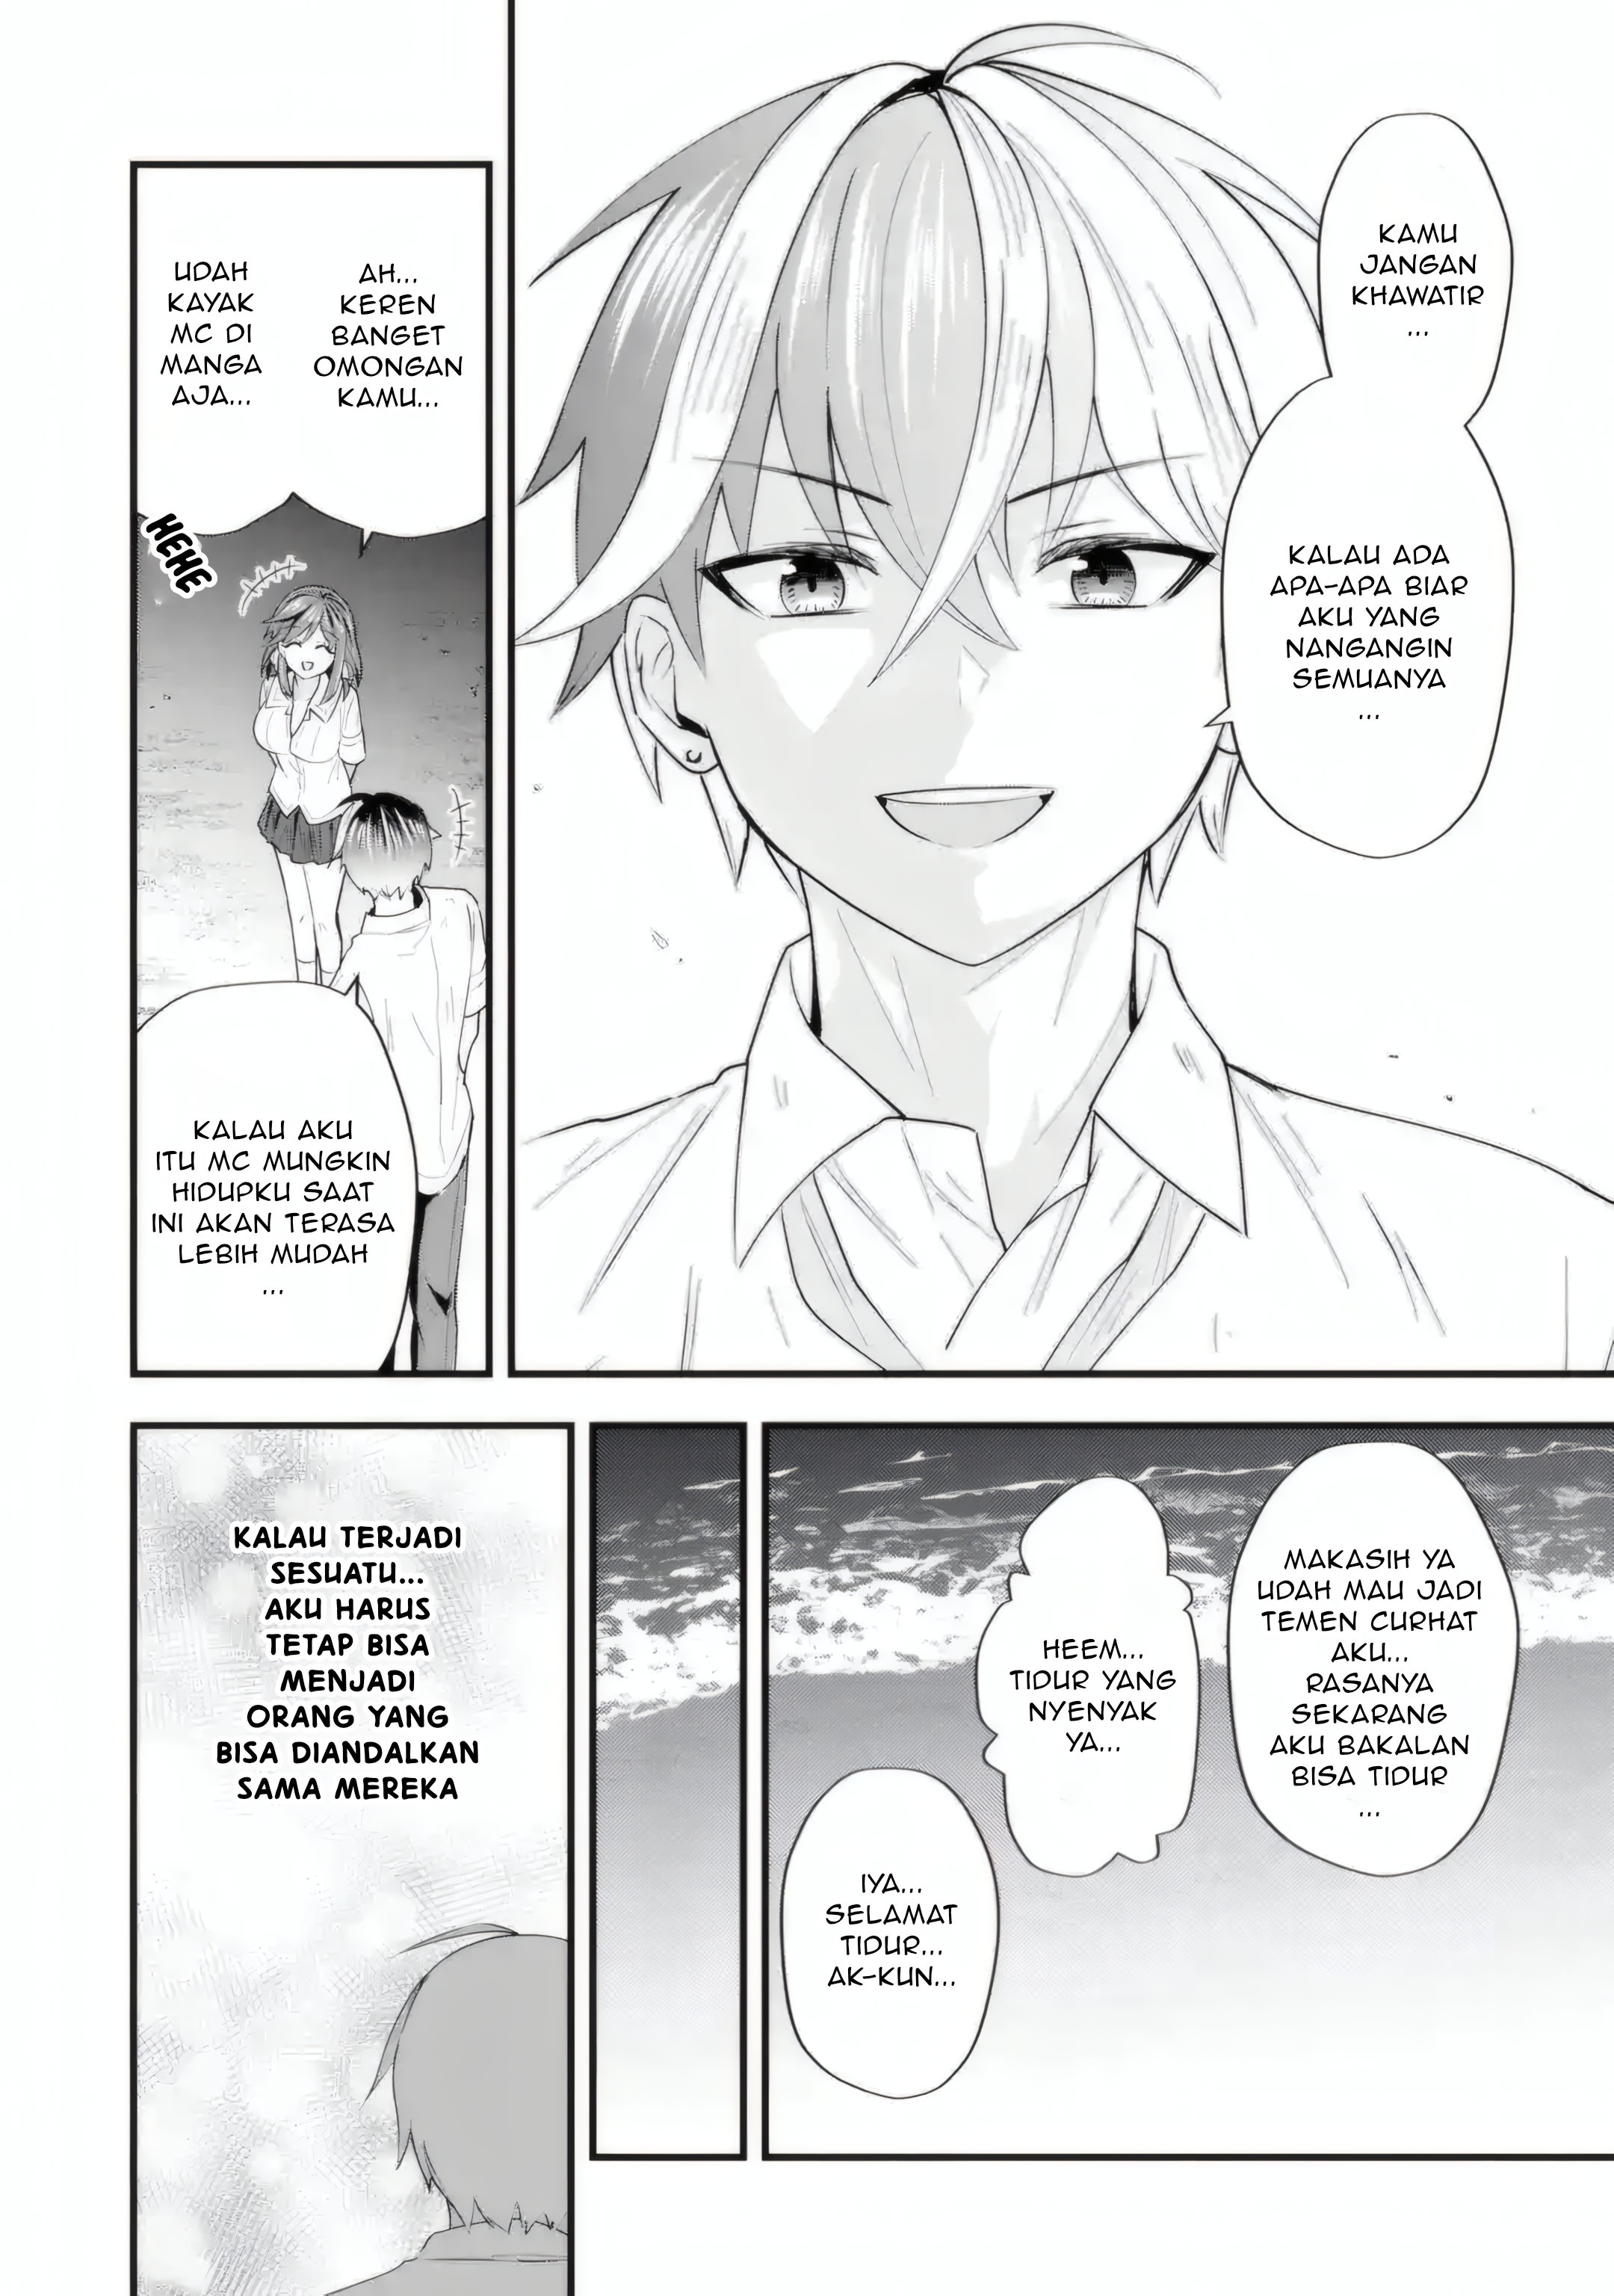 KAMU
JANGAN
KHAWATIR
...
KALAU ADA
APA-APA BIAR
AKU YANG
NANGANGIN
SEMUANYA
...
AH...
KEREN
BANGET
OMONGAN
KAMU...
UDAH
KAYAK
MC DI
MANGA
AJA...
HEHE
KALAU AKU
ITU MC MUNGKIN
HIDUPKU SAAT
INI AKAN TERASA
LEBIH MUDAH
...
MAKASIH YA
UDAH MAU JADI
TEMEN CURHAT
AKU...
RASANYA
SEKARANG
AKU BAKALAN
BISA TIDUR
...
HEEM...
TIDUR YANG
NYENYAK
YA...
IYA...
SELAMAT
TIDUR...
AK-KUN...
KALAU TERJADI
SESUATU...
AKU HARUS
TETAP BISA
MENJADI
ORANG YANG
BISA DIANDALKAN
SAMA MEREKA